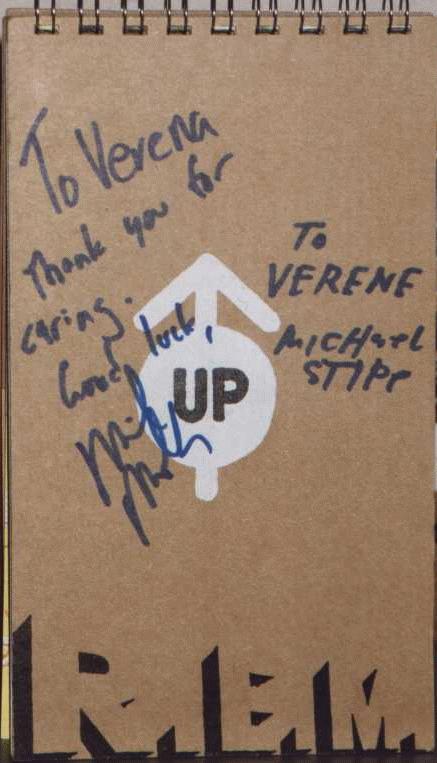 To Verena
Thank you for
caring.
Good luck,
To
VERENE
MICHAEL
STIPE
UP
R.E.M.